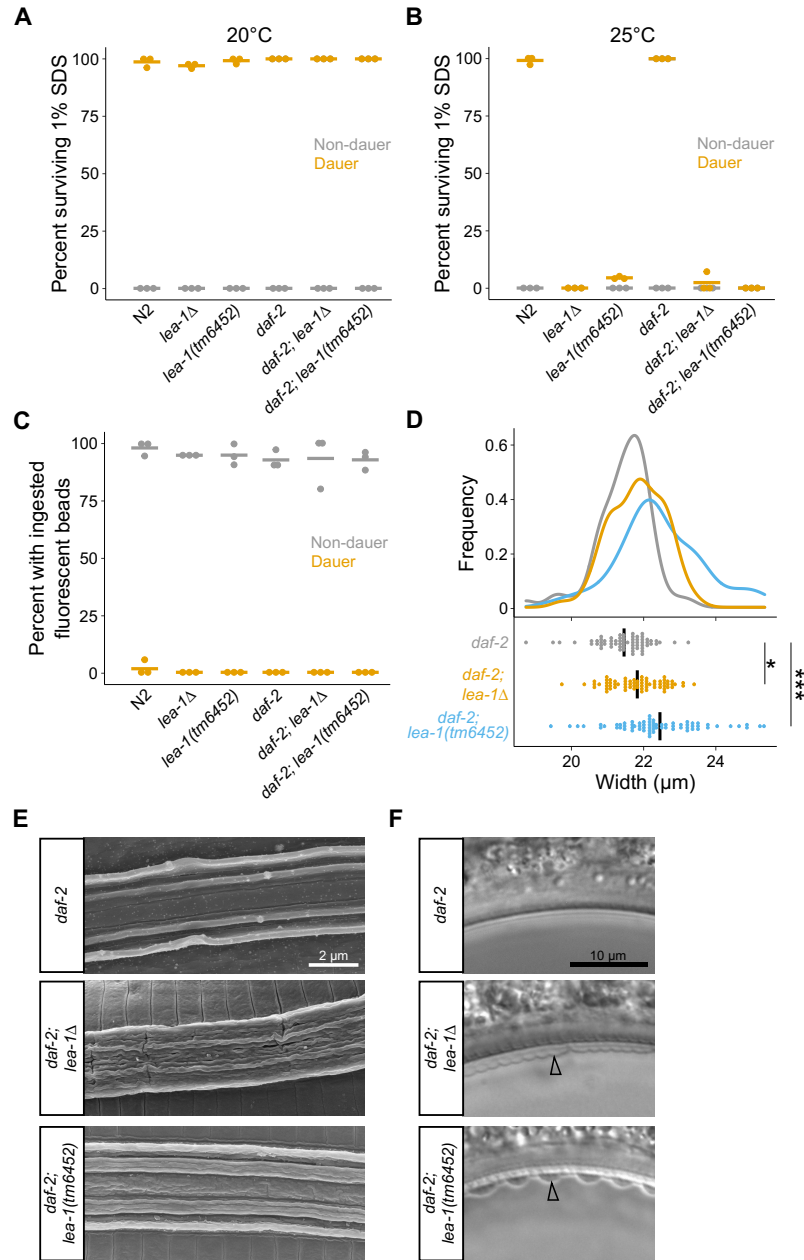 A
20°C
Percent surviving 1% SDS
100
75
50
25
0
Non-dauer
Dauer
N2
lea-1Δ
lea-1(tm6452)
daf-2
daf-2; lea-1Δ
daf-2; lea-1(tm6452)
B
25°C
Percent surviving 1% SDS
100
75
50
25
0
Non-dauer
Dauer
N2
lea-1Δ
lea-1(tm6452)
daf-2
daf-2; lea-1Δ
daf-2; lea-1(tm6452)
C
Percent with ingested
fluorescent beads
100
75
50
25
0
Non-dauer
Dauer
N2
lea-1Δ
lea-1(tm6452)
daf-2
daf-2; lea-1Δ
daf-2; lea-1(tm6452)
D
Frequency
0.6
0.4
0.2
0
daf-2
daf-2;
lea-1Δ
daf-2;
lea-1(tm6452)
*
***
20
22
24
Width (µm)
E
daf-2
2 µm
daf-2;
lea-1Δ
daf-2;
lea-1(tm6452)
F
daf-2
10 µm
daf-2;
lea-1Δ
daf-2;
lea-1(tm6452)